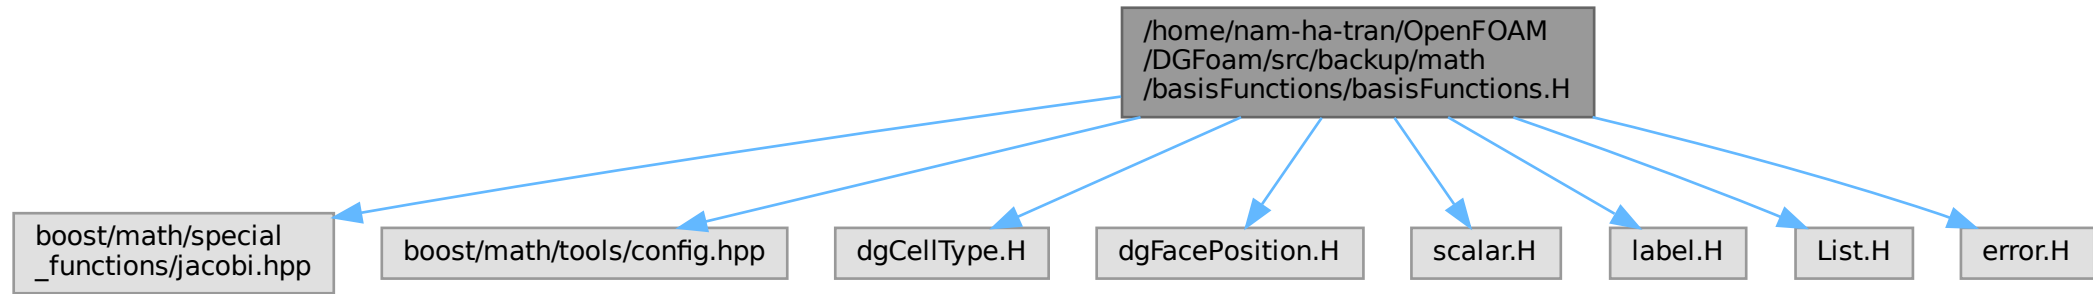 /home/nam-ha-tran/OpenFOAM
/DGFoam/src/backup/math
/basisFunctions/basisFunctions.H
boost/math/special
_functions/jacobi.hpp
boost/math/tools/config.hpp
dgCellType.H
dgFacePosition.H
scalar.H
label.H
List.H
error.H